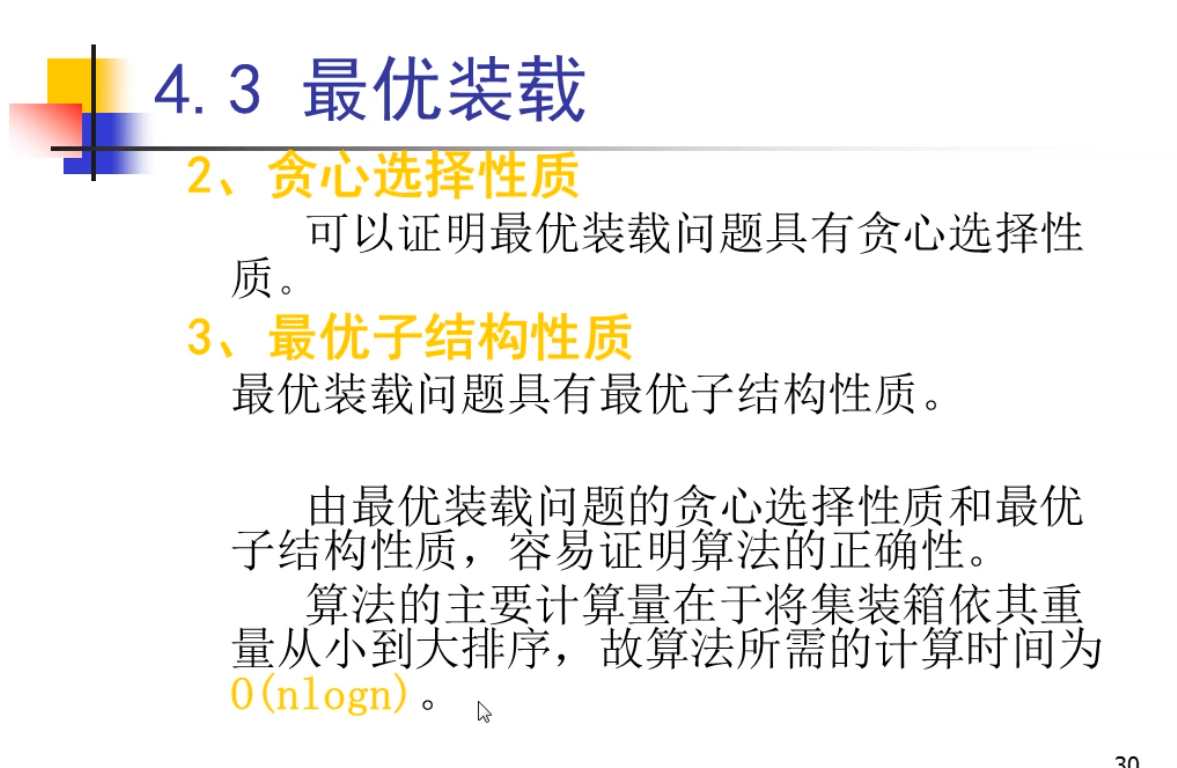 4.3 最优装载
2、贪心选择性质
可以证明最优装载问题具有贪心选择性
质。
3、最优子结构性质
最优装载问题具有最优子结构性质。
由最优装载问题的贪心选择性质和最优
子结构性质，容易证明算法的正确性。
算法的主要计算量在于将集装箱依其重
量从小到大排序，故算法所需的计算时间为
O(nlogn)。
30